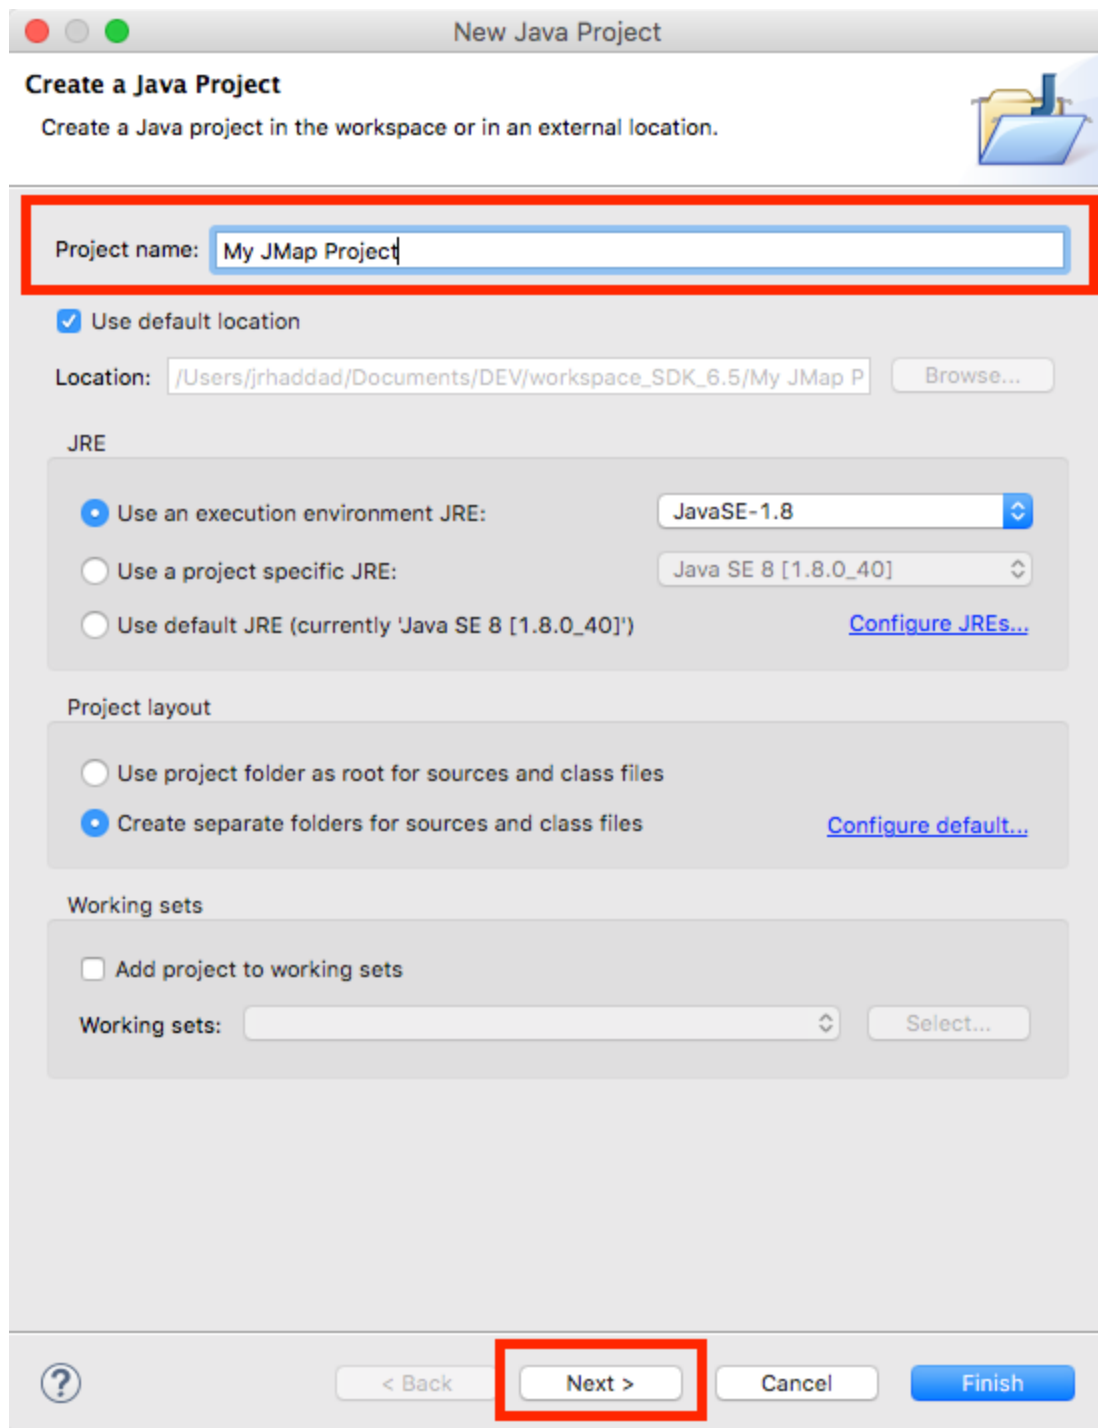 New Java Project
Create a Java Project
Create a Java project in the workspace or in an external location.
Project name: My JMap Project
Use default location
Location: /Users/jrhaddad/Documents/DEV/workspace_SDK_6.5/My JMap P Browse...
JRE
Use an execution environment JRE: JavaSE-1.8
Use a project specific JRE: Java SE 8 [1.8.0_40]
Use default JRE (currently 'Java SE 8 [1.8.0_40]') Configure JREs...
Project layout
Use project folder as root for sources and class files
Create separate folders for sources and class files Configure default...
Working sets
Add project to working sets
Working sets: Select...
? < Back Next > Cancel Finish